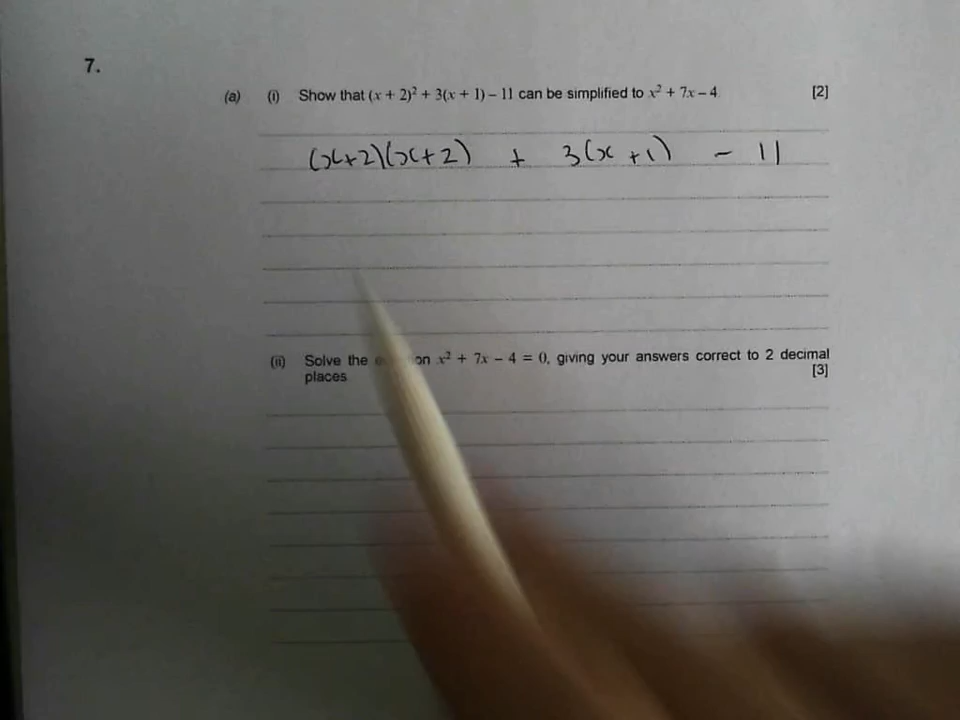 7.
(a) (i) Show that (x + 2)² + 3(x + 1) – 11 can be simplified to x² + 7x – 4 [2]
(x+2)(x+2) + 3(x +1) - 11
(ii) Solve the on x² + 7x – 4 = 0, giving your answers correct to 2 decimal
places [3]